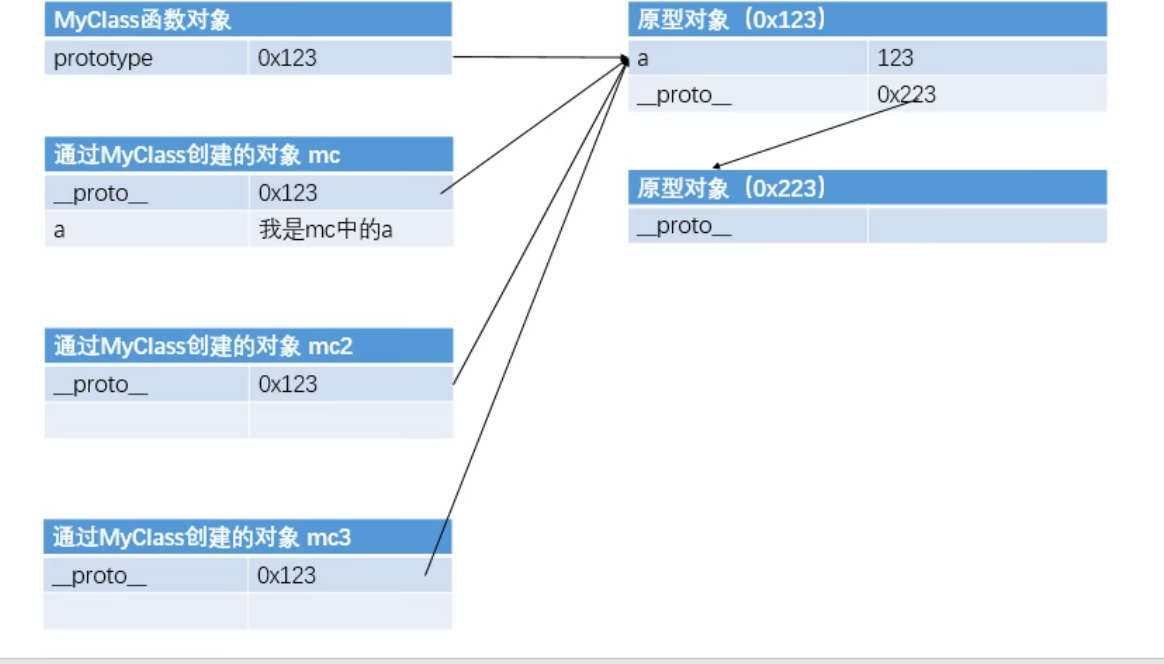 MyClass函数对象
prototype 0x123
通过MyClass创建的对象 mc
__proto__ 0x123
a 我是mc中的a
通过MyClass创建的对象 mc2
__proto__ 0x123
通过MyClass创建的对象 mc3
__proto__ 0x123
原型对象（0x123）
a 123
__proto__ 0x223
原型对象（0x223）
__proto__